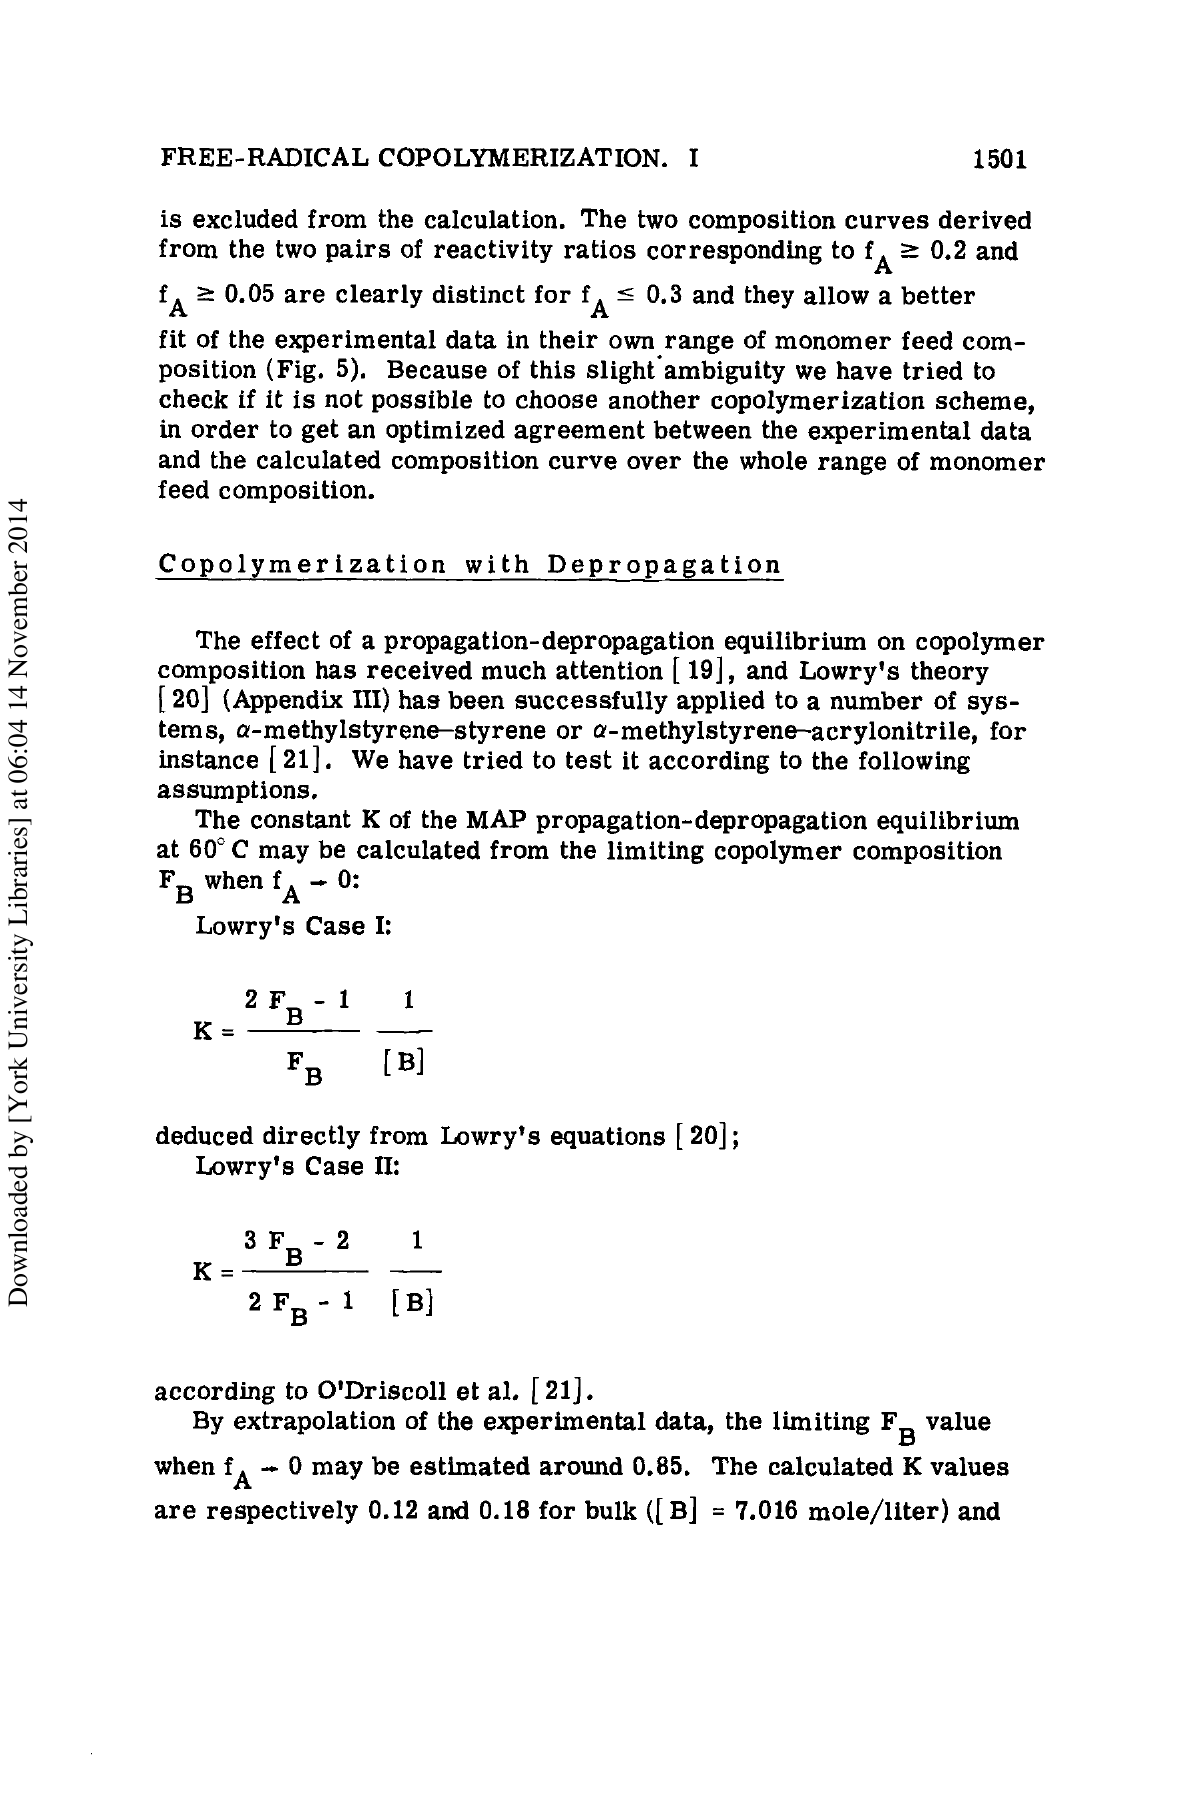 FREE-RADICAL COPOLYMERIZATION. I 1501
is excluded from the calculation. The two composition curves derived
from the two pairs of reactivity ratios corresponding to f_A ≥ 0.2 and
f_A ≥ 0.05 are clearly distinct for f_A ≤ 0.3 and they allow a better
fit of the experimental data in their own range of monomer feed com-
position (Fig. 5). Because of this slight ambiguity we have tried to
check if it is not possible to choose another copolymerization scheme,
in order to get an optimized agreement between the experimental data
and the calculated composition curve over the whole range of monomer
feed composition.
Copolymerization with Depropagation
The effect of a propagation-depropagation equilibrium on copolymer
composition has received much attention [19], and Lowry's theory
[20] (Appendix III) has been successfully applied to a number of sys-
tems, α-methylstyrene—styrene or α-methylstyrene—acrylonitrile, for
instance [21]. We have tried to test it according to the following
assumptions.
The constant K of the MAP propagation-depropagation equilibrium
at 60°C may be calculated from the limiting copolymer composition
F_B when f_A → 0:
Lowry's Case I:
2 F_B - 1 1
K =
F_B [B]
deduced directly from Lowry's equations [20];
Lowry's Case II:
3 F_B - 2 1
K =
2 F_B - 1 [B]
according to O'Driscoll et al. [21].
By extrapolation of the experimental data, the limiting F_B value
when f_A → 0 may be estimated around 0.85. The calculated K values
are respectively 0.12 and 0.18 for bulk ([B] = 7.016 mole/liter) and
Downloaded by [York University Libraries] at 06:04 14 November 2014